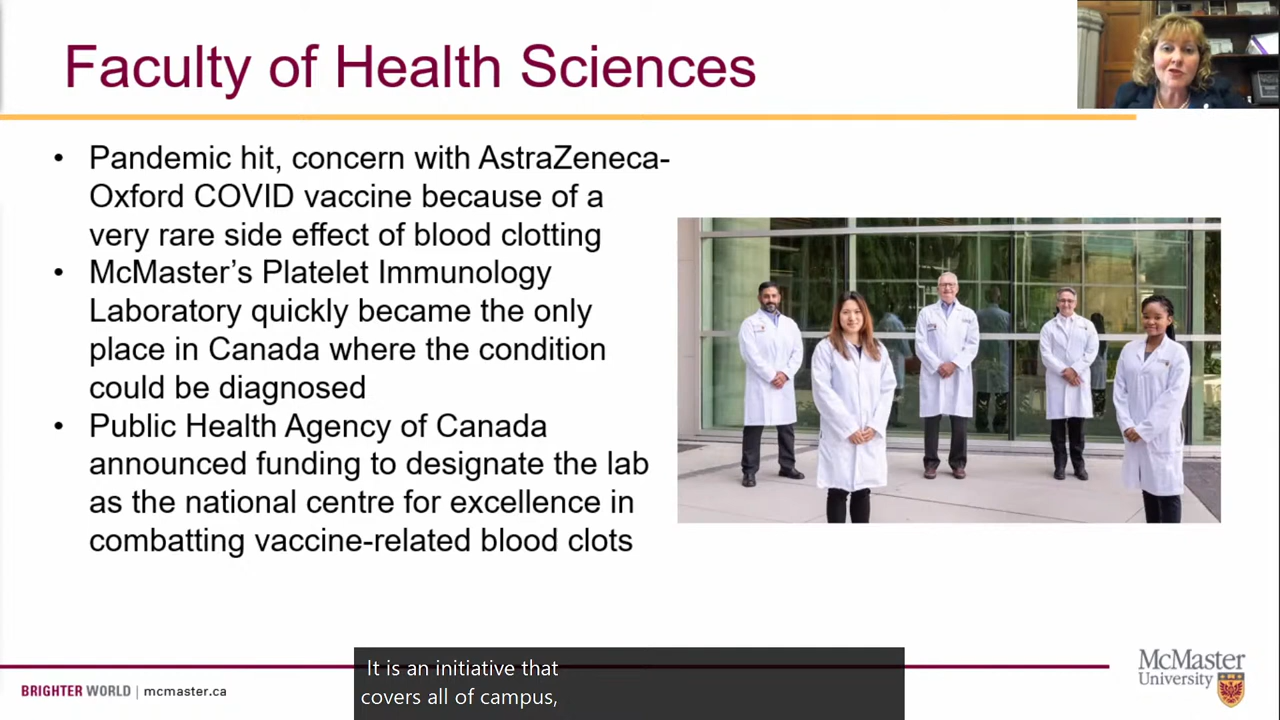 Faculty of Health Sciences
• Pandemic hit, concern with AstraZeneca-
Oxford COVID vaccine because of a
very rare side effect of blood clotting
• McMaster’s Platelet Immunology
Laboratory quickly became the only
place in Canada where the condition
could be diagnosed
• Public Health Agency of Canada
announced funding to designate the lab
as the national centre for excellence in
combatting vaccine-related blood clots
It is an initiative that
covers all of campus,
BRIGHTER WORLD | mcmaster.ca
McMaster
University